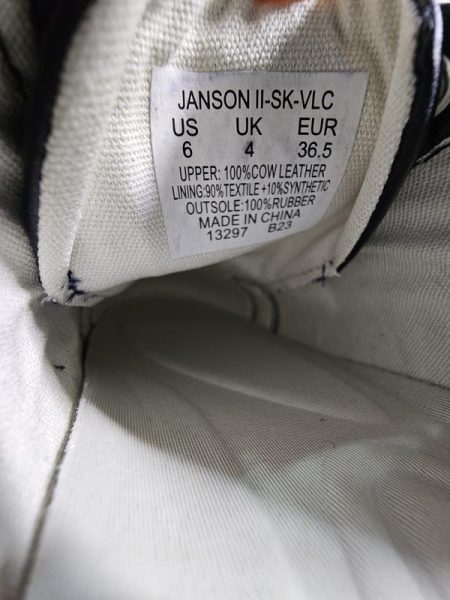 JANSON II-SK-VLC
US UK EUR
6 4 36.5
UPPER: 100%COW LEATHER
LINING:90%TEXTILE+10%SYNTHETIC
OUTSOLE:100%RUBBER
MADE IN CHINA
13297 B23